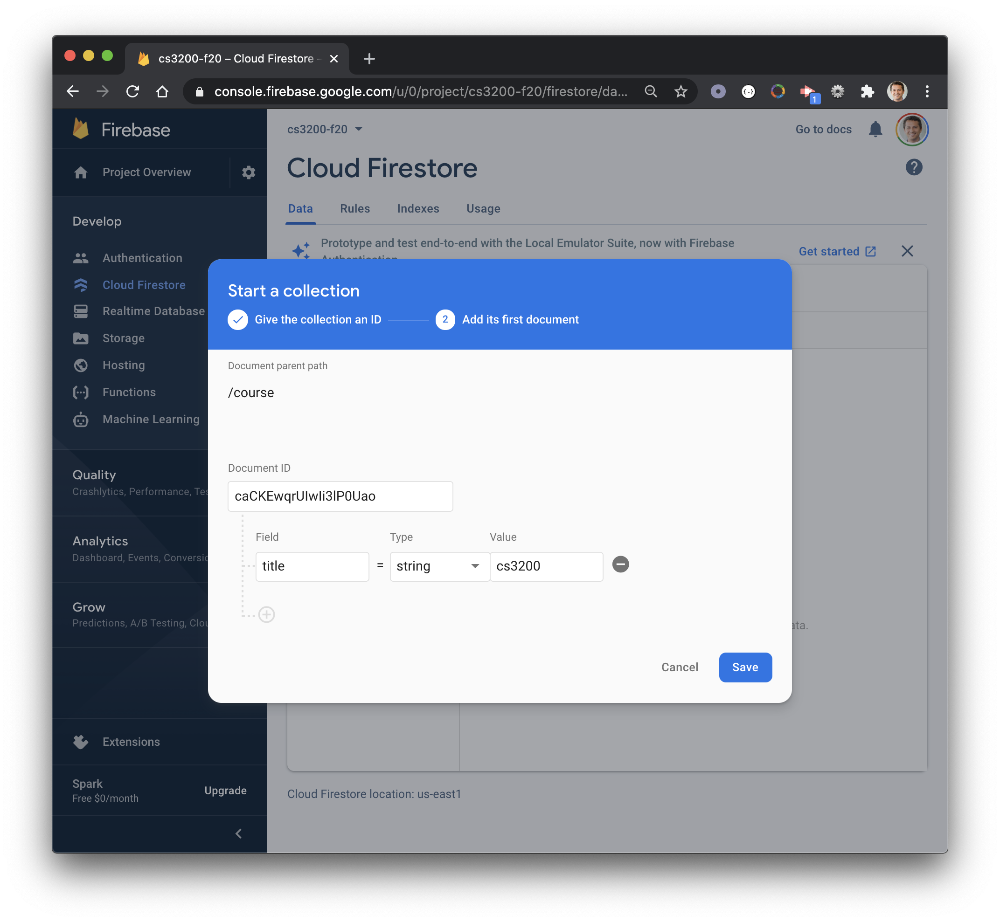 cs3200-f20 – Cloud Firestore -
console.firebase.google.com/u/0/project/cs3200-f20/firestore/da...
1
Firebase
cs3200-f20
Go to docs
Project Overview
Cloud Firestore
Data Rules Indexes Usage
Develop
Prototype and test end-to-end with the Local Emulator Suite, now with Firebase
Authentication
Get started
Authentication
Cloud Firestore
Realtime Database
Storage
Hosting
Functions
Machine Learning
Quality
Crashlytics, Performance, Tes
Analytics
Dashboard, Events, Conversio
Grow
Predictions, A/B Testing, Clou
Extensions
Spark
Free $0/month
Upgrade
Start a collection
Give the collection an ID
2 Add its first document
Document parent path
/course
Document ID
caCKEwqrUIwIi3lP0Uao
Field Type Value
title = string cs3200
Cancel Save
ata.
Cloud Firestore location: us-east1